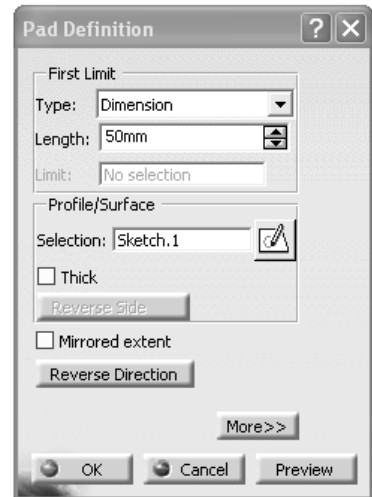 Pad Definition ? X
First Limit
Type: Dimension
Length: 50mm
Limit: No selection
Profile/Surface
Selection: Sketch.1
Thick
Reverse Side
Mirrored extent
Reverse Direction
More>>
OK Cancel Preview